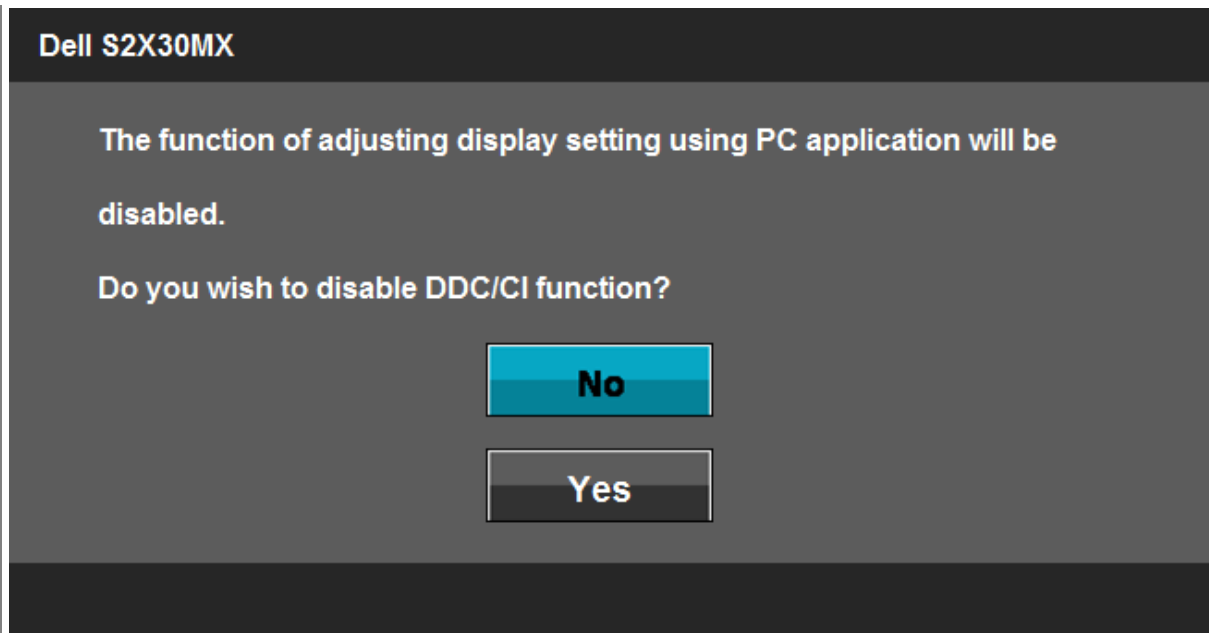 Dell S2X30MX
The function of adjusting display setting using PC application will be
disabled.
Do you wish to disable DDC/CI function?
No
Yes